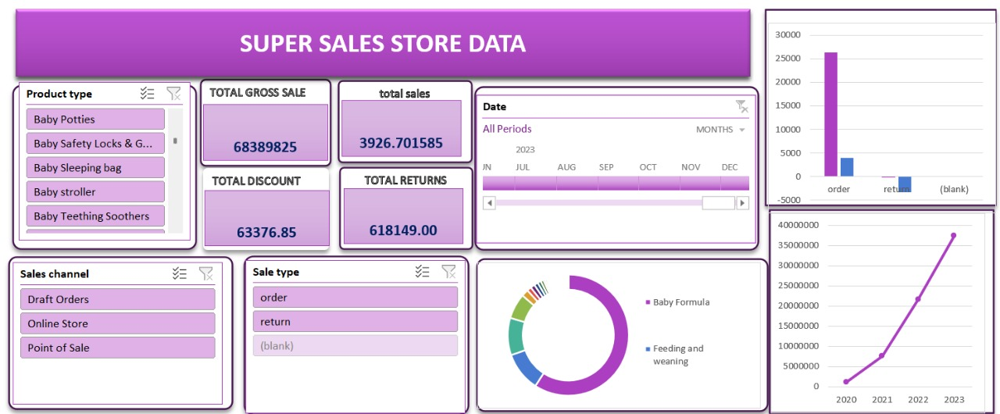 SUPER SALES STORE DATA
Product type
Baby Potties
Baby Safety Locks & G...
Baby Sleeping bag
Baby stroller
Baby Teething Soothers
TOTAL GROSS SALE
68389825
total sales
3926.701585
TOTAL DISCOUNT
63376.85
TOTAL RETURNS
618149.00
Date
All Periods
MONTHS
2023
JN JUL AUG SEP OCT NOV DEC
30000
25000
20000
15000
10000
5000
0
-5000
order return (blank)
Sales channel
Draft Orders
Online Store
Point of Sale
Sale type
order
return
(blank)
Baby Formula
Feeding and
weaning
40000000
35000000
30000000
25000000
20000000
15000000
10000000
5000000
0
2020 2021 2022 2023